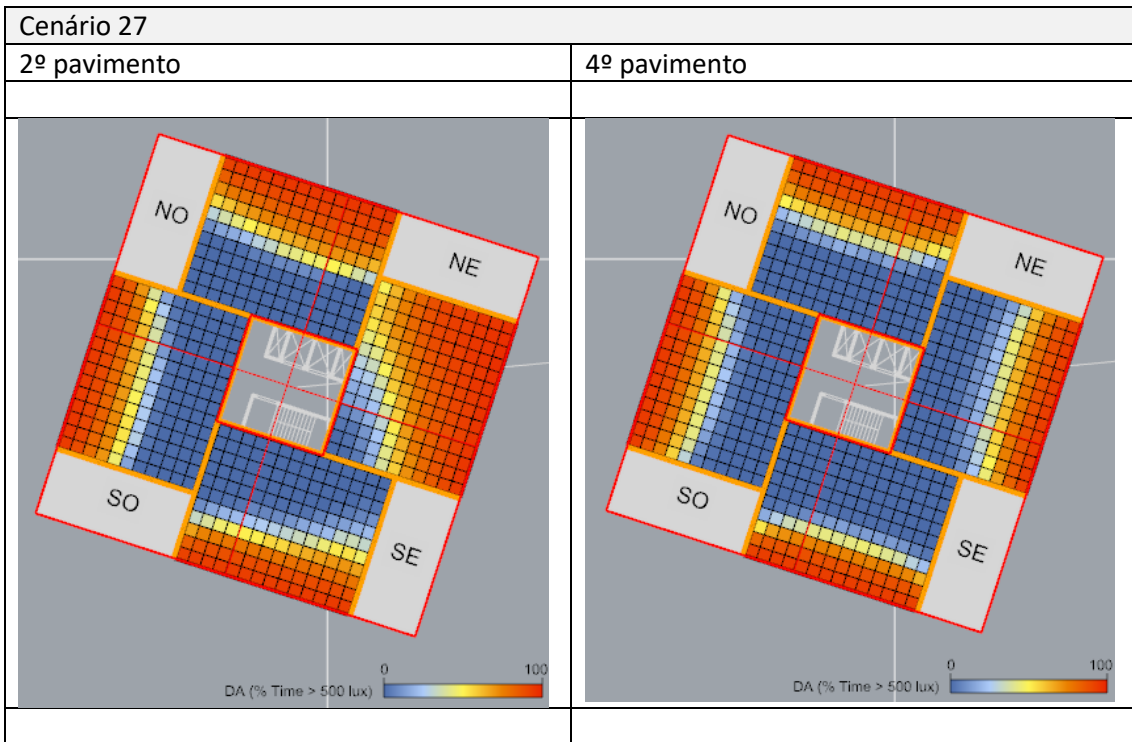 Cenário 27
2º pavimento
4º pavimento
NO
NE
SO
SE
0 100
DA (% Time > 500 lux)
NO
NE
SO
SE
0 100
DA (% Time > 500 lux)